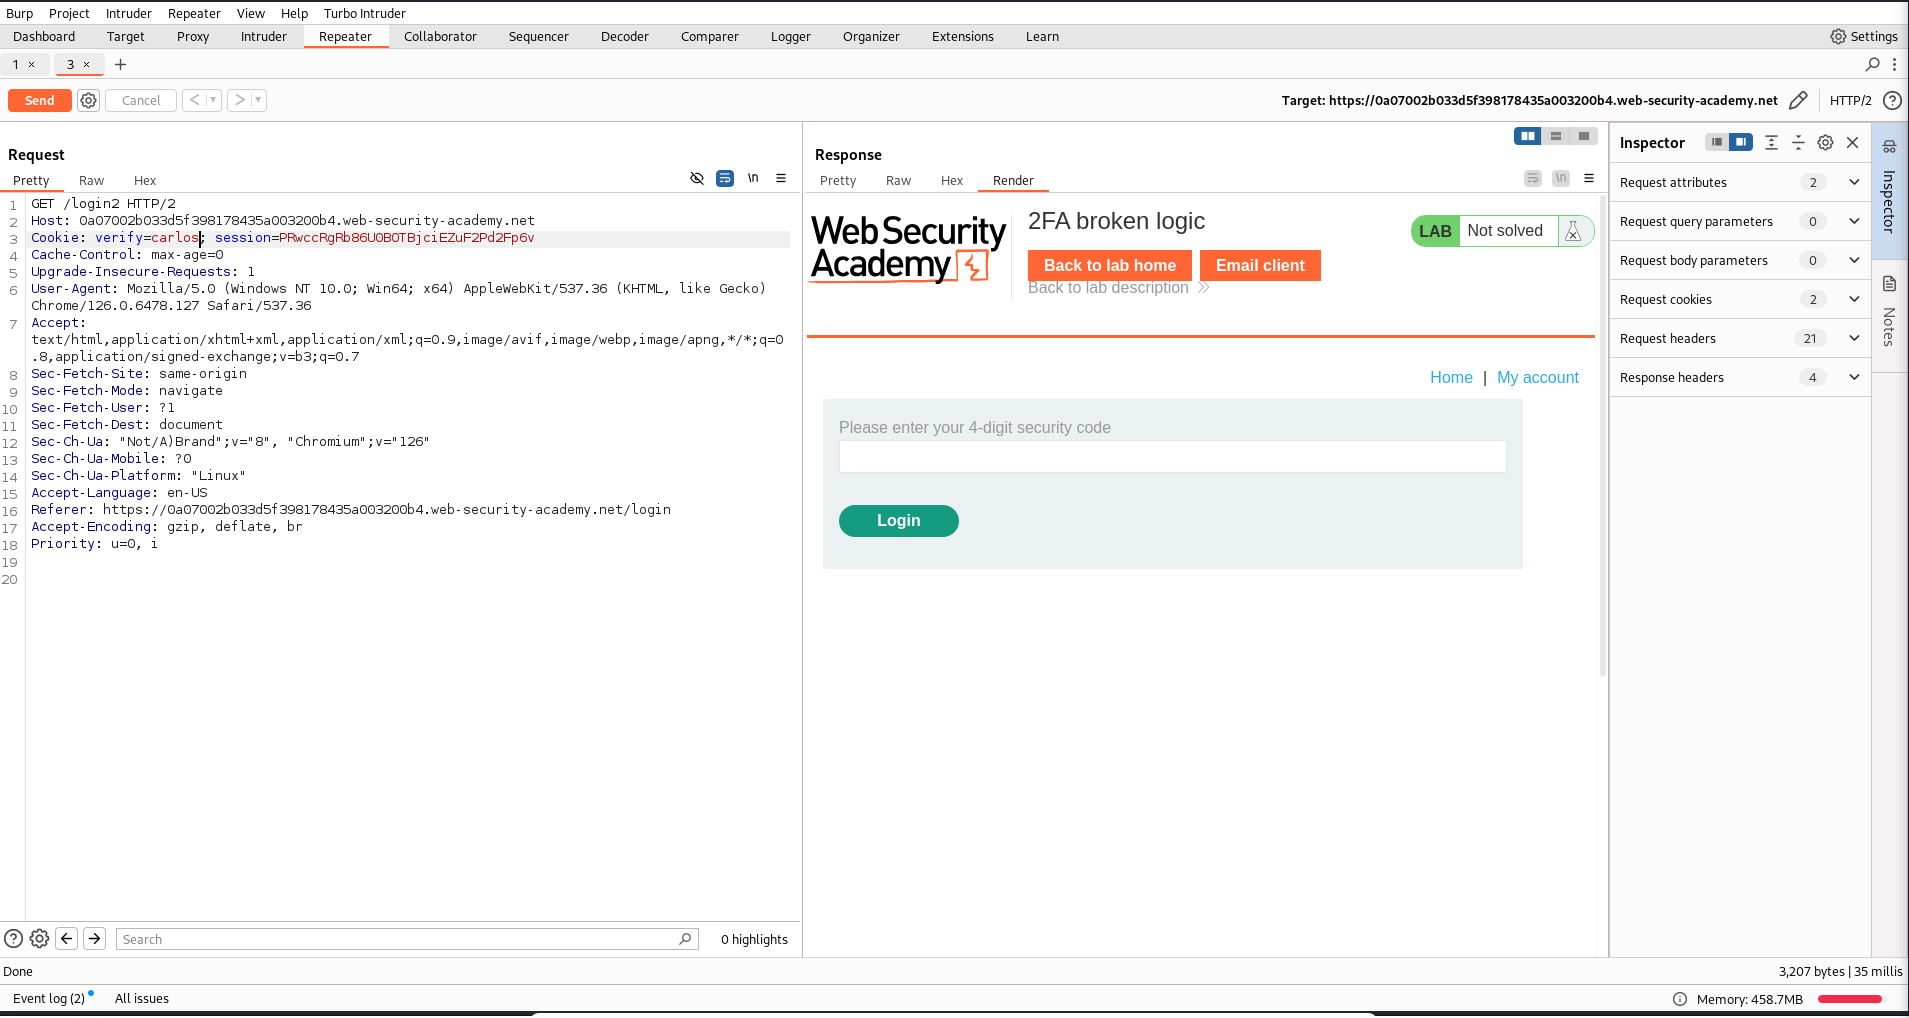 Burp Project Intruder Repeater View Help Turbo Intruder
Dashboard Target Proxy Intruder Repeater Collaborator Sequencer Decoder Comparer Logger Organizer Extensions Learn Settings
1 × 3 × +
Send Cancel < > Target: https://0a07002b033d5f398178435a003200b4.web-security-academy.net HTTP/2
Request
Pretty Raw Hex \n
1 GET /login2 HTTP/2
2 Host: 0a07002b033d5f398178435a003200b4.web-security-academy.net
3 Cookie: verify=carlos; session=PRwccRgRb86U0B0TBjciEZuF2Pd2Fp6v
4 Cache-Control: max-age=0
5 Upgrade-Insecure-Requests: 1
6 User-Agent: Mozilla/5.0 (Windows NT 10.0; Win64; x64) AppleWebKit/537.36 (KHTML, like Gecko)
Chrome/126.0.6478.127 Safari/537.36
7 Accept:
text/html,application/xhtml+xml,application/xml;q=0.9,image/avif,image/webp,image/apng,*/*;q=0
.8,application/signed-exchange;v=b3;q=0.7
8 Sec-Fetch-Site: same-origin
9 Sec-Fetch-Mode: navigate
10 Sec-Fetch-User: ?1
11 Sec-Fetch-Dest: document
12 Sec-Ch-Ua: "Not/A)Brand";v="8", "Chromium";v="126"
13 Sec-Ch-Ua-Mobile: ?0
14 Sec-Ch-Ua-Platform: "Linux"
15 Accept-Language: en-US
16 Referer: https://0a07002b033d5f398178435a003200b4.web-security-academy.net/login
17 Accept-Encoding: gzip, deflate, br
18 Priority: u=0, i
19
20
Search 0 highlights
Response
Pretty Raw Hex Render \n
Web Security
Academy
2FA broken logic
Back to lab home Email client
Back to lab description
LAB Not solved
Home | My account
Please enter your 4-digit security code
Login
Inspector
Request attributes 2
Request query parameters 0
Request body parameters 0
Request cookies 2
Request headers 21
Response headers 4
Inspector
Notes
Done 3,207 bytes | 35 millis
Event log (2) All issues Memory: 458.7MB